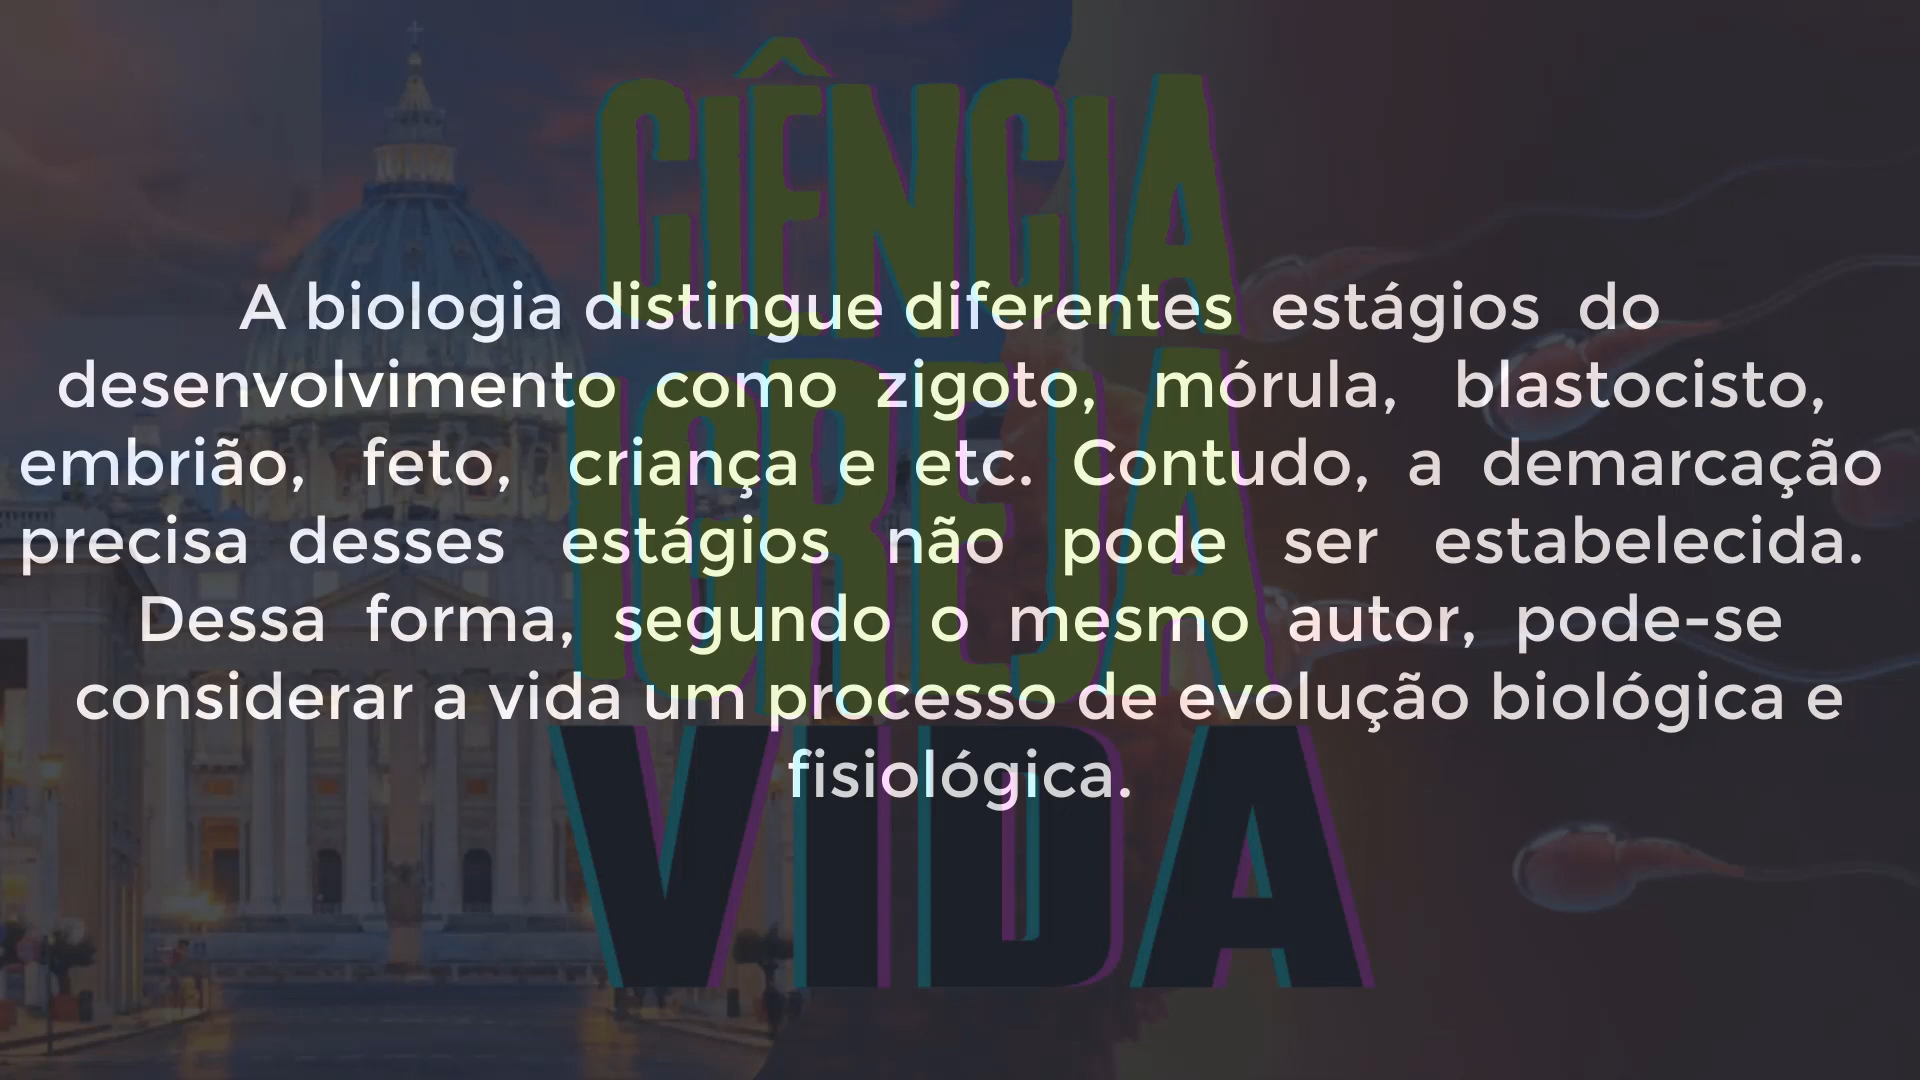 CIÊNCIA
IGREJA
VIDA
A biologia distingue diferentes estágios do
desenvolvimento como zigoto, mórula, blastocisto,
embrião, feto, criança e etc. Contudo, a demarcação
precisa desses estágios não pode ser estabelecida.
Dessa forma, segundo o mesmo autor, pode-se
considerar a vida um processo de evolução biológica e
fisiológica.